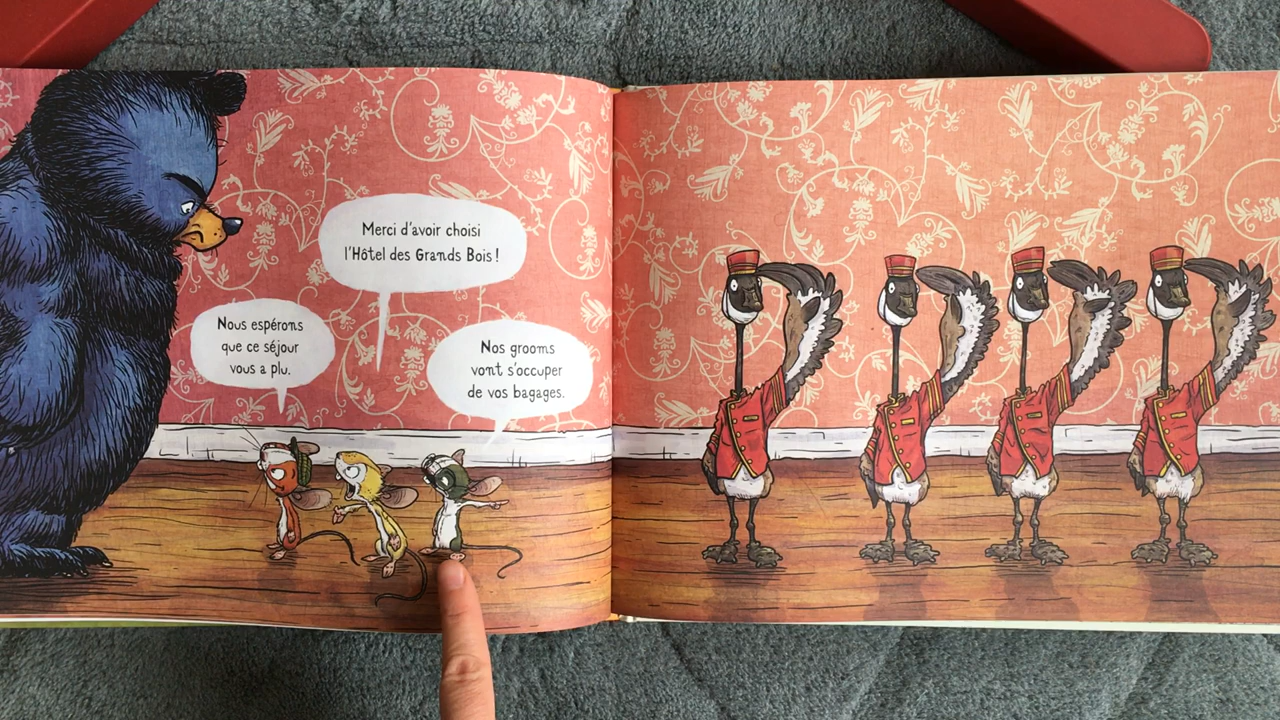 Merci d'avoir choisi
l'Hôtel des Grands Bois !
Nous espérons
que ce séjour
vous a plu.
Nos grooms
vont s'occuper
de vos bagages.